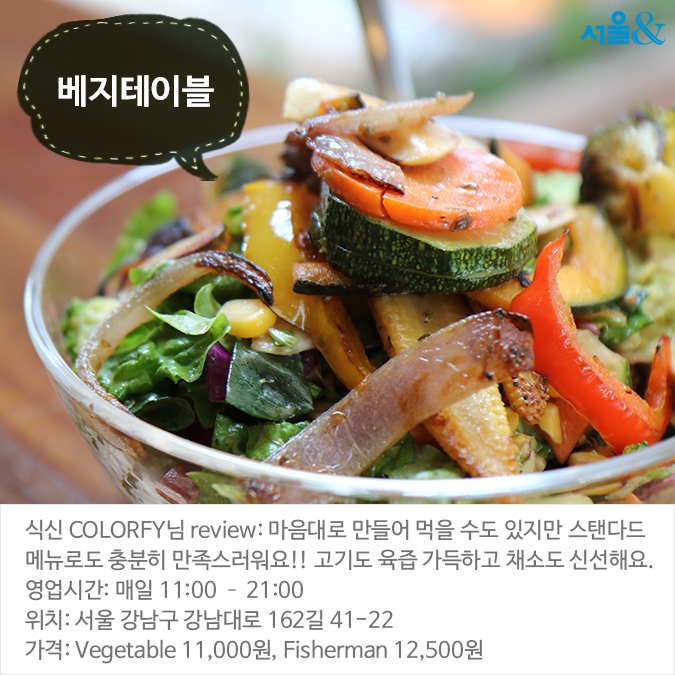 서울&
베지테이블
식신 COLORFY님 review: 마음대로 만들어 먹을 수도 있지만 스탠다드
메뉴로도 충분히 만족스러워요!! 고기도 육즙 가득하고 채소도 신선해요.
영업시간: 매일 11:00 - 21:00
위치: 서울 강남구 강남대로 162길 41-22
가격: Vegetable 11,000원, Fisherman 12,500원